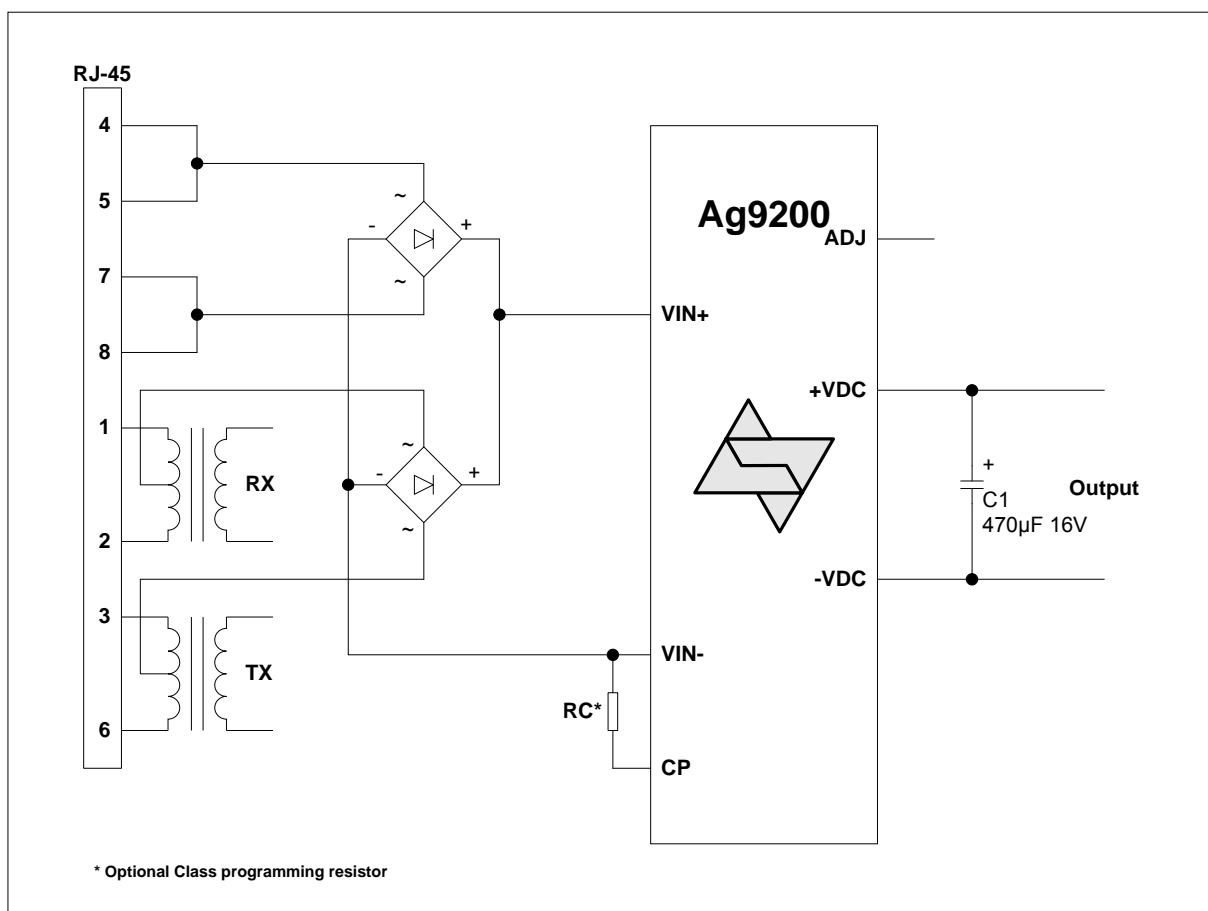 RJ-45
4
5
7
8
1
2
3
6
~
-
+
~
~
-
+
~
RX
TX
Ag9200
ADJ
VIN+
+VDC
+
C1
470µF 16V
Output
-VDC
VIN-
RC*
CP
* Optional Class programming resistor